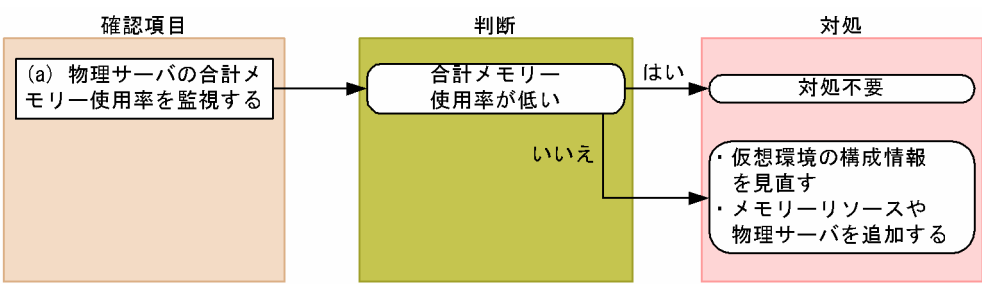 確認項目
判断
対処
(a) 物理サーバの合計メ
モリー使用率を監視する
合計メモリー
使用率が低い
はい
対処不要
いいえ
・仮想環境の構成情報
を見直す
・メモリーリソースや
物理サーバを追加する